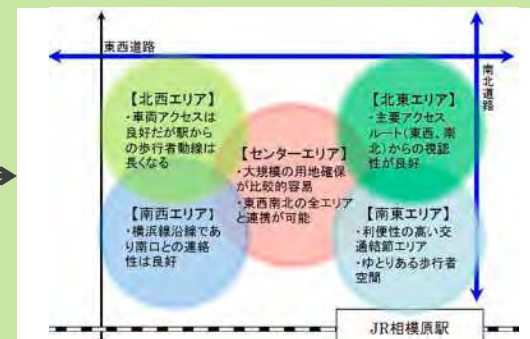 東西道路
南北道路
【北西エリア】
・車両アクセスは
良好だが駅から
の歩行者動線は
長くなる
【北東エリア】
・主要アクセス
ルート(東西、南
北)からの視認
性が良好
【センターエリア】
・大規模の用地確保
が比較的容易
・東西南北の全エリア
と連携が可能
【南西エリア】
・横浜線沿線であ
り南口との連絡
性は良好
【南東エリア】
・利便性の高い交
通結節エリア
・ゆとりある歩行者
空間
JR相模原駅